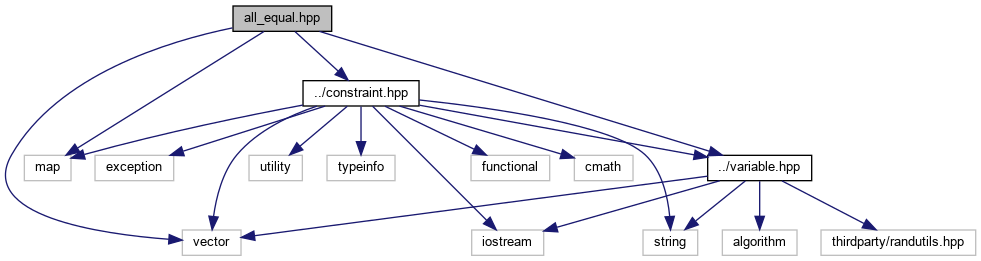 all_equal.hpp
../constraint.hpp
map
exception
utility
typeinfo
functional
cmath
../variable.hpp
vector
iostream
string
algorithm
thirdparty/randutils.hpp